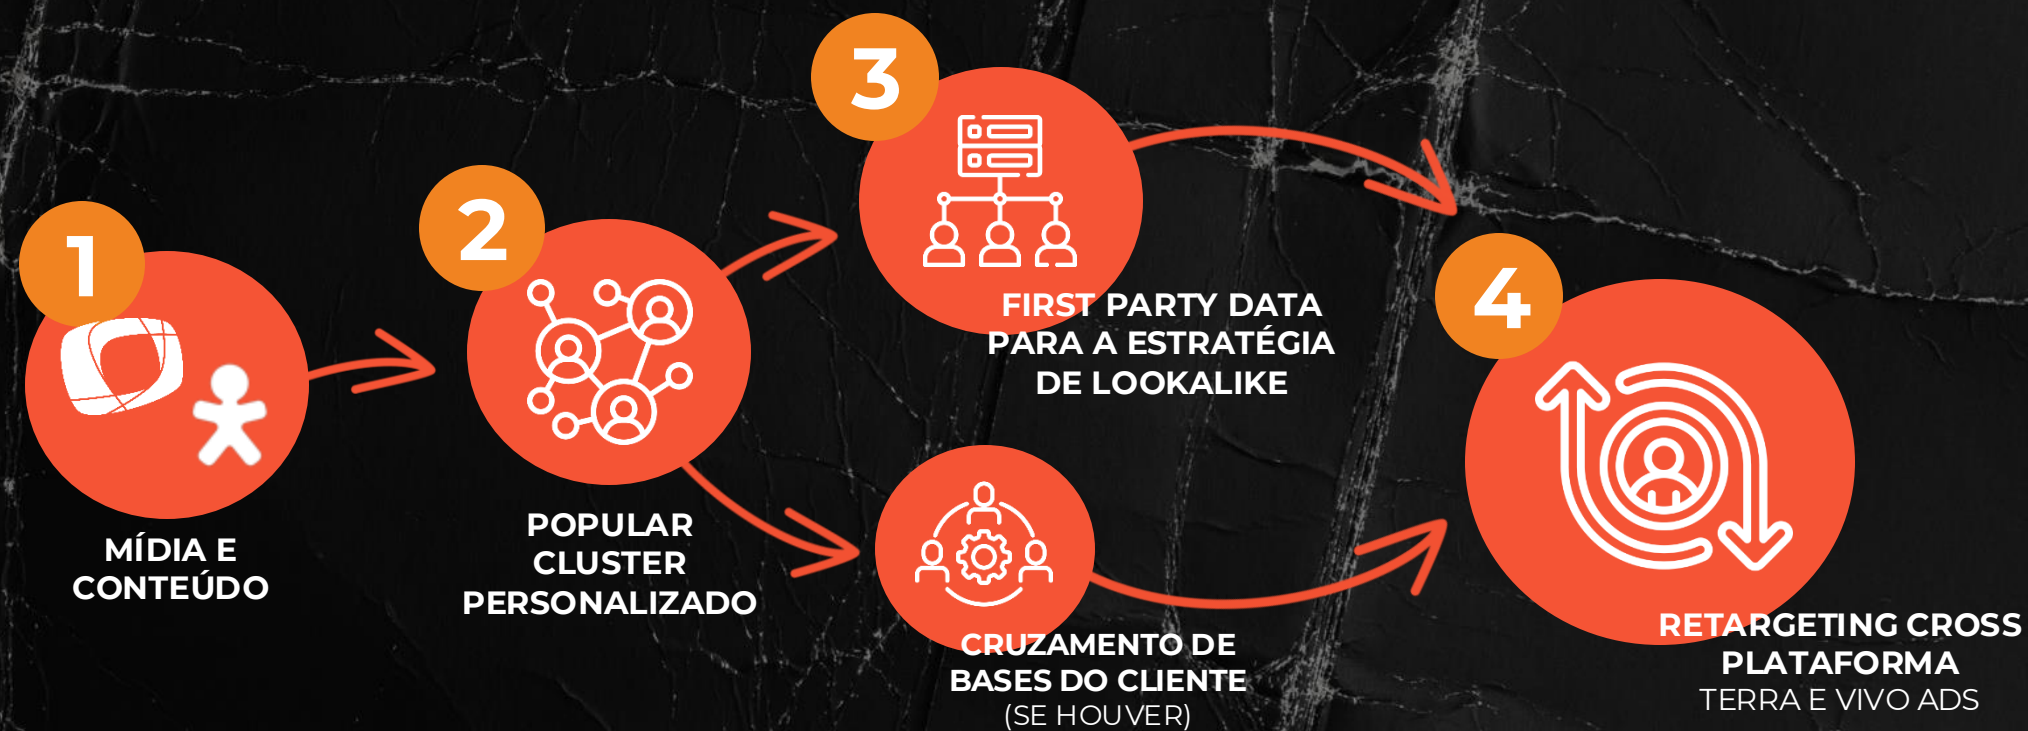 1
MÍDIA E
CONTEÚDO
2
POPULAR
CLUSTER
PERSONALIZADO
3
FIRST PARTY DATA
PARA A ESTRATÉGIA
DE LOOKALIKE
CRUZAMENTO DE
BASES DO CLIENTE
(SE HOUVER)
4
RETARGETING CROSS
PLATAFORMA
TERRA E VIVO ADS